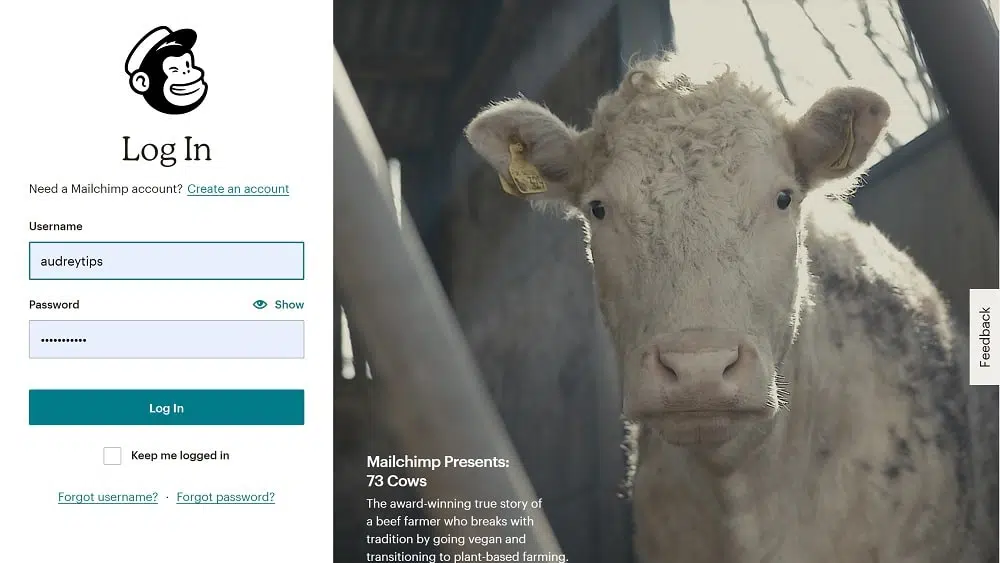 Log In
Need a Mailchimp account? Create an account
Username
audreytips
Password Show
•••••••••••
Log In
Keep me logged in
Forgot username? · Forgot password?
Mailchimp Presents:
73 Cows
The award-winning true story of
a beef farmer who breaks with
tradition by going vegan and
transitioning to plant-based farming.
Feedback